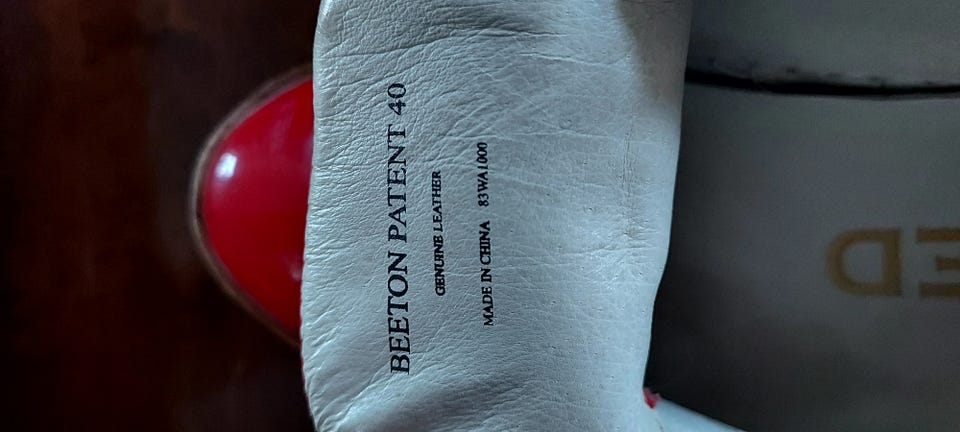 BEETON PATENT 40
GENUINE LEATHER
MADE IN CHINA 83WA1000